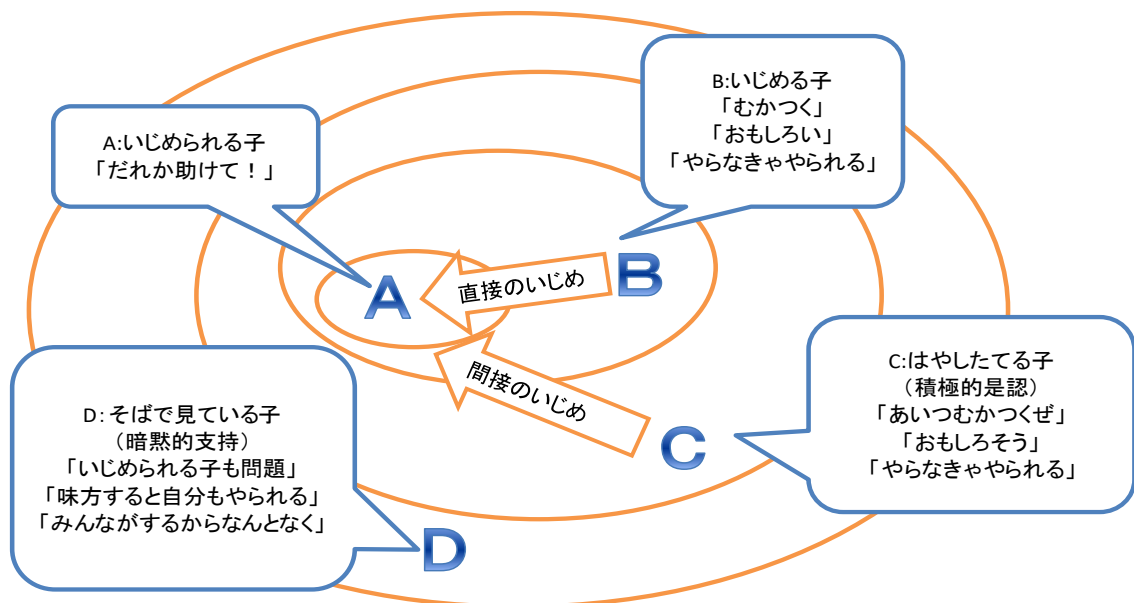 A:いじめられる子
「だれか助けて！」
B:いじめる子
「むかつく」
「おもしろい」
「やらなきゃやられる」
A
直接のいじめ
B
間接のいじめ
C
C:はやしたてる子
（積極的是認）
「あいつむかつくぜ」
「おもしろそう」
「やらなきゃやられる」
D：そばで見ている子
（暗黙的支持）
「いじめられる子も問題」
「味方すると自分もやられる」
「みんながするからなんとなく」
D